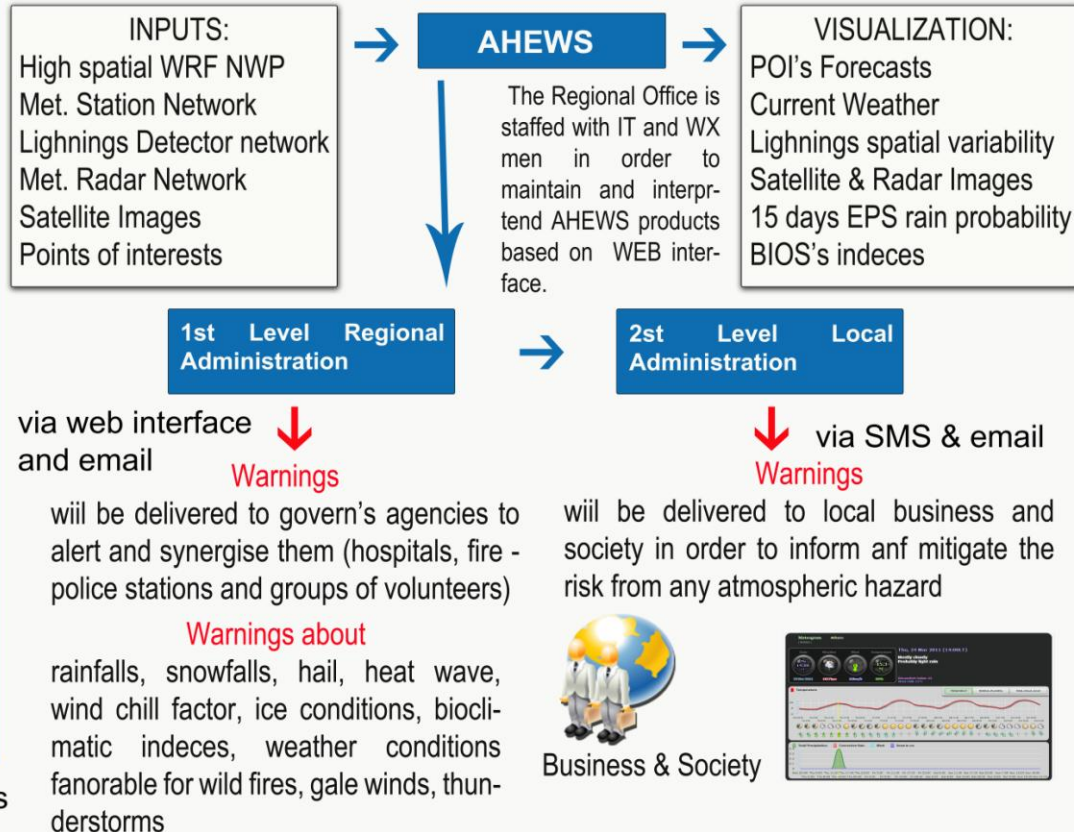 INPUTS:
High spatial WRF NWP
Met. Station Network
Lighnings Detector network
Met. Radar Network
Satellite Images
Points of interests
AHEWS
The Regional Office is
staffed with IT and WX
men in order to
maintain and interpr-
tend AHEWS products
based on WEB inter-
face.
VISUALIZATION:
POI's Forecasts
Current Weather
Lighnings spatial variability
Satellite & Radar Images
15 days EPS rain probability
BIOS's indeces
1st Level Regional
Administration
2st Level Local
Administration
via web interface
and email
Warnings
wiil be delivered to govern's agencies to
alert and synergise them (hospitals, fire -
police stations and groups of volunteers)
Warnings about
rainfalls, snowfalls, hail, heat wave,
wind chill factor, ice conditions, biocli-
matic indeces, weather conditions
fanorable for wild fires, gale winds, thun-
derstorms
s
via SMS & email
Warnings
wiil be delivered to local business and
society in order to inform anf mitigate the
risk from any atmospheric hazard
Business & Society